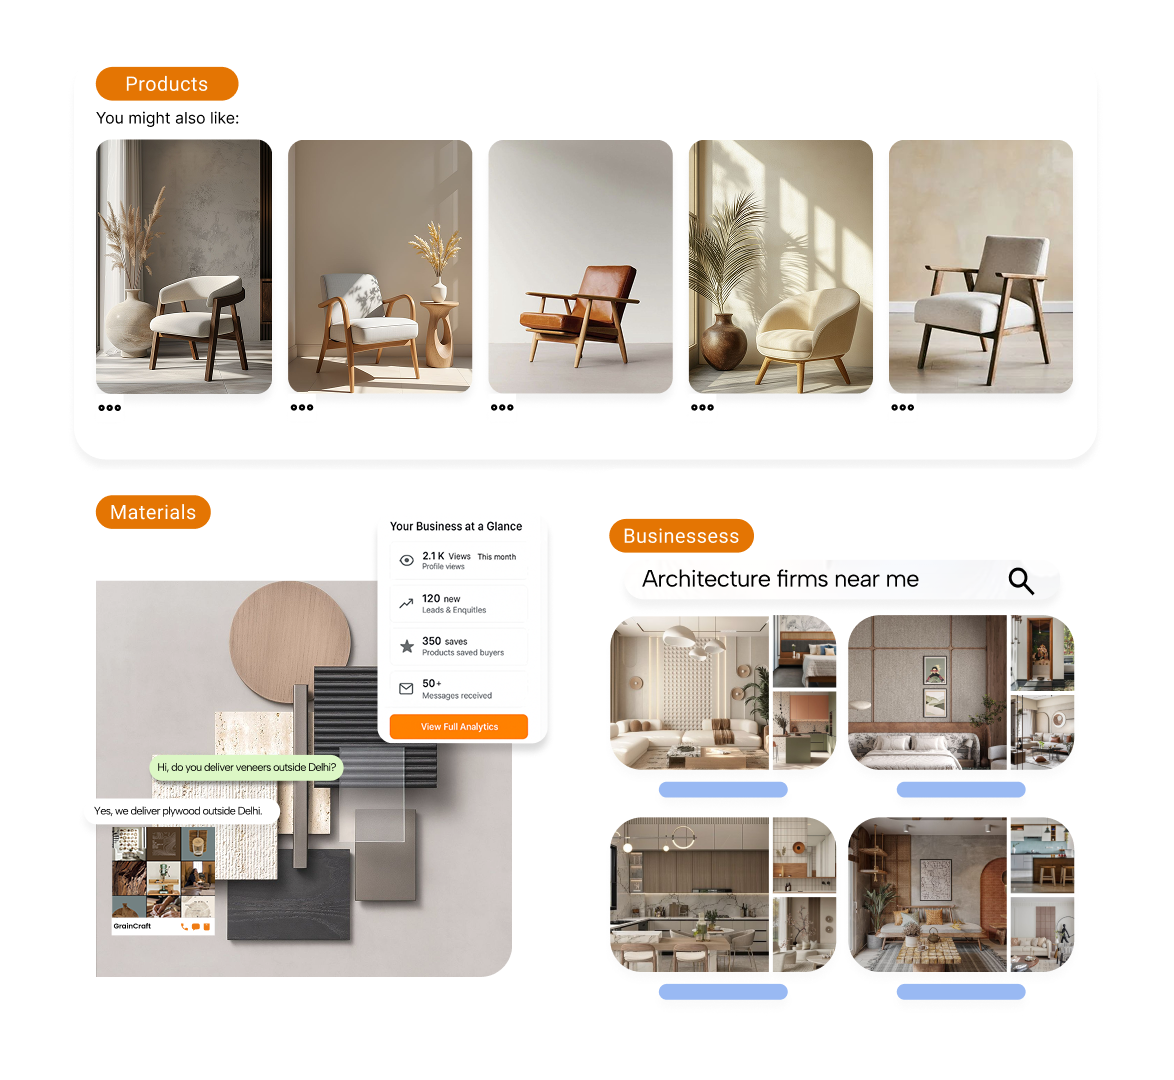 Products
You might also like:
Materials
Your Business at a Glance
2.1 K Views This month
Profile views
120 new
Leads & Enquitles
350 saves
Products saved buyers
50+
Messages received
View Full Analytics
Hi, do you deliver veneers outside Delhi?
Yes, we deliver plywood outside Delhi.
GrainCraft
Businessess
Architecture firms near me